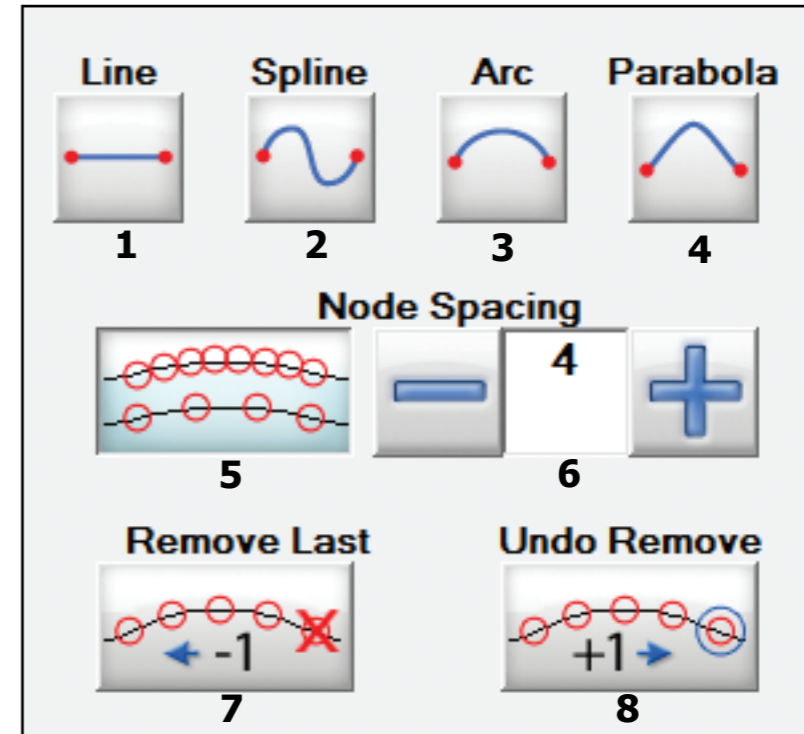 Line Spline Arc Parabola
1 2 3 4
Node Spacing
4
5 6
Remove Last Undo Remove
-1 +1
7 8